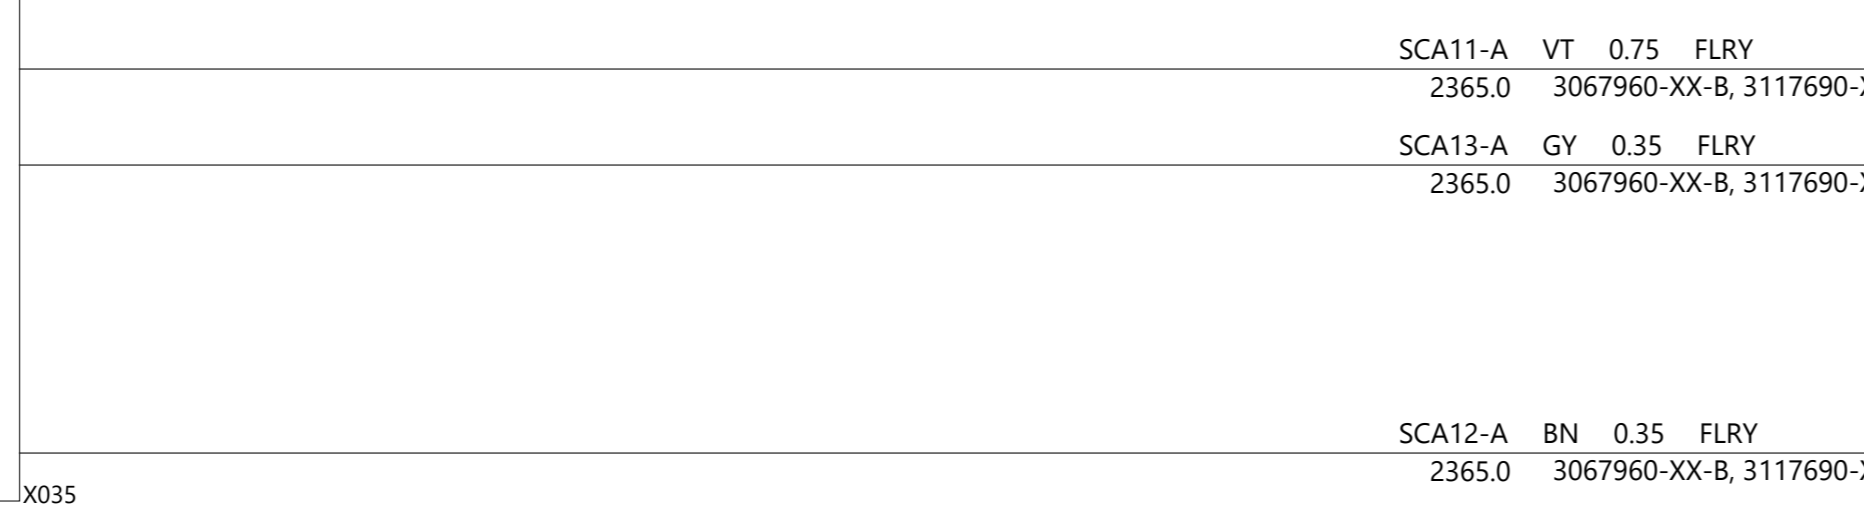 SCA11-A VT 0.75 FLRY
2365.0 3067960-XX-B, 3117690-X
SCA13-A GY 0.35 FLRY
2365.0 3067960-XX-B, 3117690-X
SCA12-A BN 0.35 FLRY
2365.0 3067960-XX-B, 3117690-X
X035